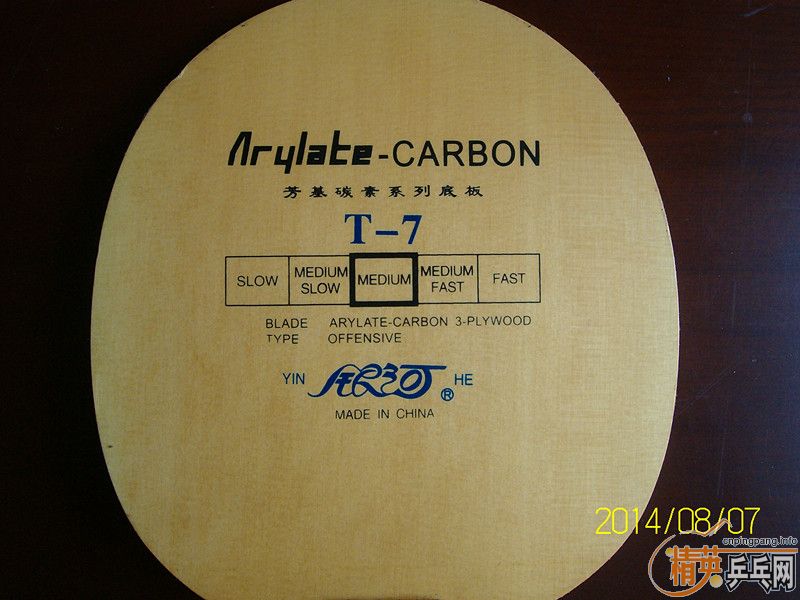 Arylate-CARBON
芳基碳素系列底板
T-7
SLOW MEDIUM SLOW MEDIUM MEDIUM FAST FAST
BLADE ARYLATE-CARBON 3-PLYWOOD
TYPE OFFENSIVE
YIN 银河® HE
MADE IN CHINA
2014/08/07
cnpingpang.info
精英乒乓网